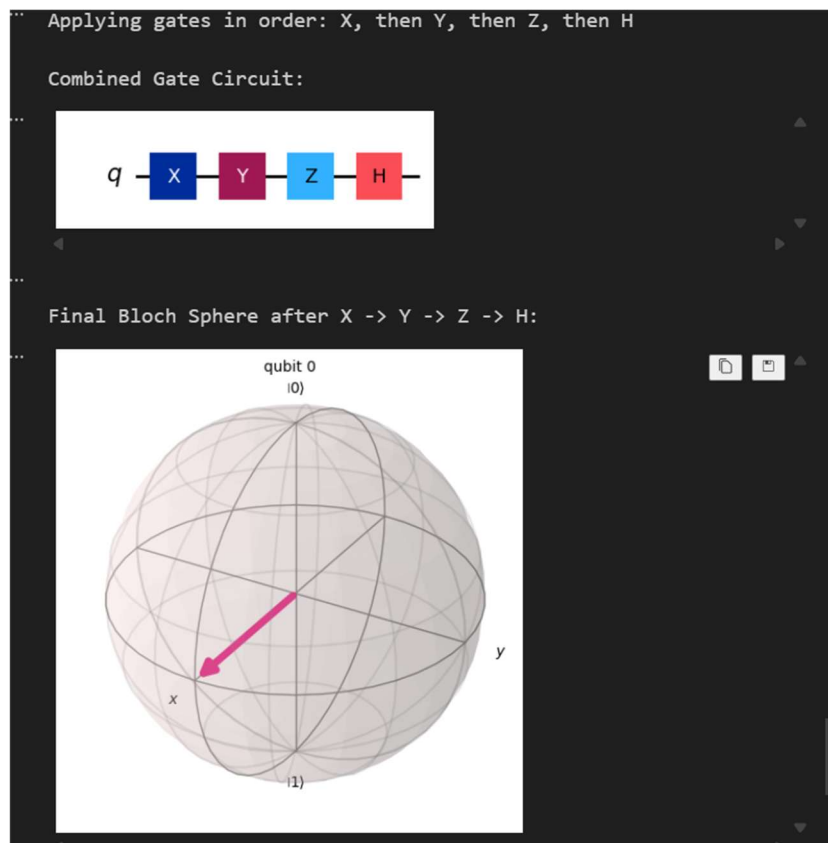 Applying gates in order: X, then Y, then Z, then H
Combined Gate Circuit:
q X Y Z H
Final Bloch Sphere after X -> Y -> Z -> H:
qubit 0
|0⟩
y
x
|1⟩